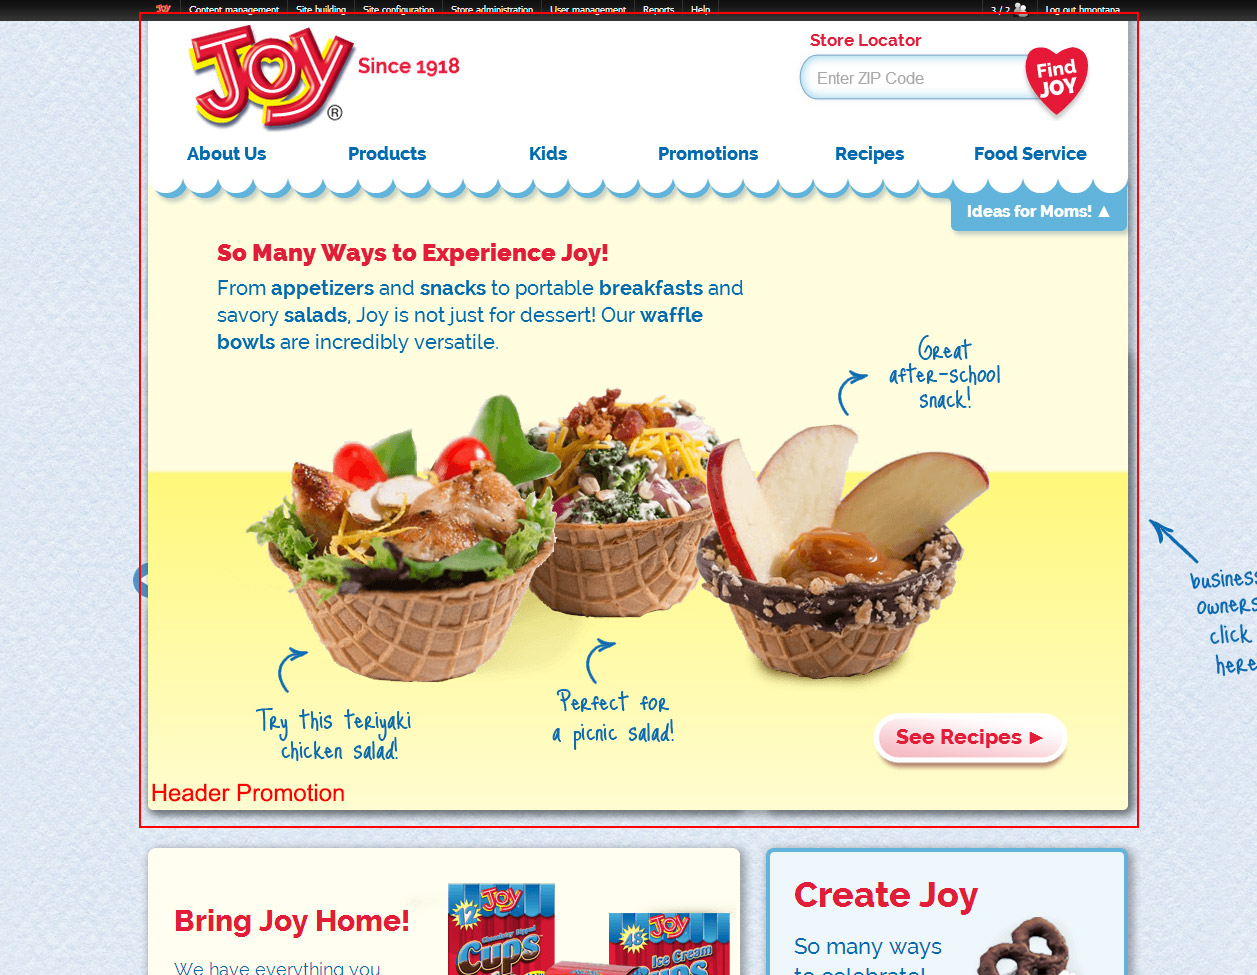 Joy Content management Site building Site configuration Store administration User management Reports Help 3 / 2 Log out bmontana
JOY ®
Since 1918
Store Locator
Enter ZIP Code
Find
JOY
About Us Products Kids Promotions Recipes Food Service
Ideas for Moms! ▲
So Many Ways to Experience Joy!
From appetizers and snacks to portable breakfasts and
savory salads, Joy is not just for dessert! Our waffle
bowls are incredibly versatile.
Great
after-school
snack!
business
owners
click
here
Try this teriyaki
chicken salad!
Perfect for
a picnic salad!
See Recipes ►
Header Promotion
Bring Joy Home!
We have everything you
12
JOY
Chocolaty Dipped
Cups
48
JOY
Ice Cream
Cups
Create Joy
So many ways
to celebrate!